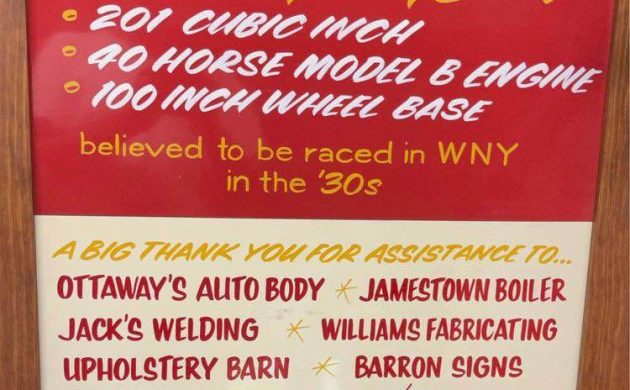 201 CUBIC INCH
40 HORSE MODEL B ENGINE
100 INCH WHEEL BASE
believed to be raced in WNY
in the '30s
A BIG THANK YOU FOR ASSISTANCE TO...
OTTAWAY'S AUTO BODY * JAMESTOWN BOILER
JACK'S WELDING * WILLIAMS FABRICATING
UPHOLSTERY BARN * BARRON SIGNS